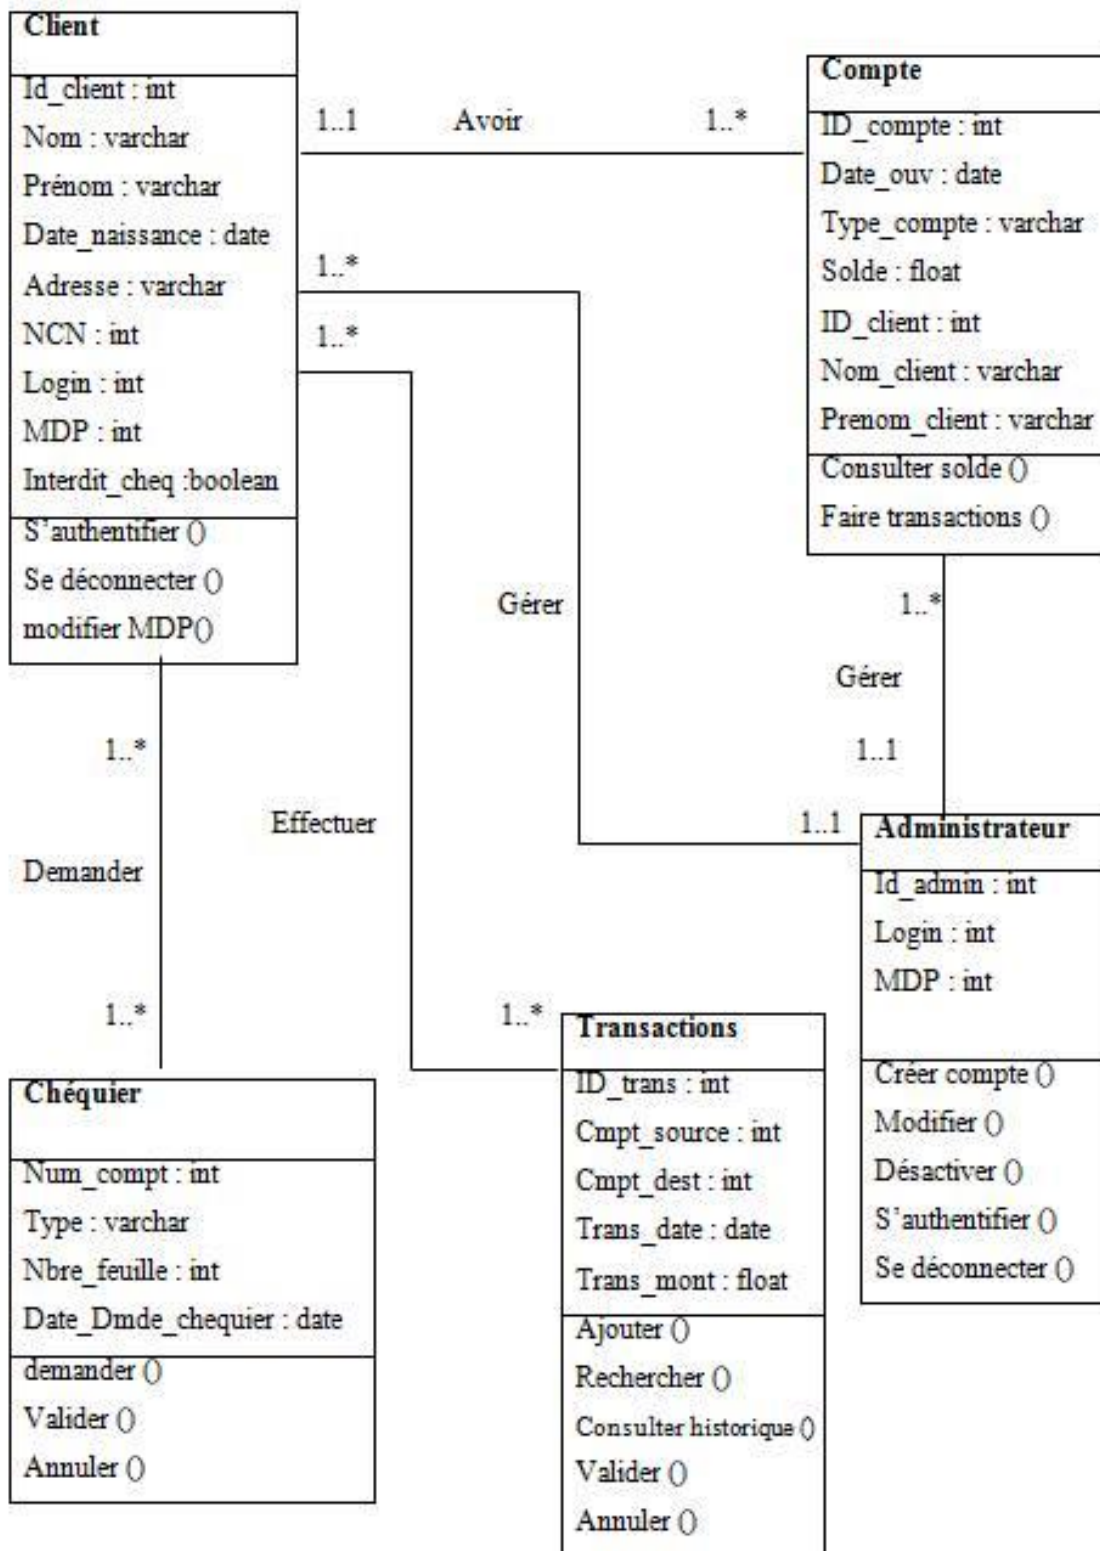 Client
Id_client : int
Nom : varchar
Prénom : varchar
Date_naissance : date
Adresse : varchar
NCN : int
Login : int
MDP : int
Interdit_cheq :boolean
S'authentifier ()
Se déconnecter ()
modifier MDP()
1..1
Avoir
1..*
Compte
ID_compte : int
Date_ouv : date
Type_compte : varchar
Solde : float
ID_client : int
Nom_client : varchar
Prenom_client : varchar
Consulter solde ()
Faire transactions ()
1..*
1..*
Gérer
1..*
Gérer
1..1
1..*
Effectuer
1..1
Demander
1..*
1..*
Administrateur
Id_admin : int
Login : int
MDP : int
Créer compte ()
Modifier ()
Désactiver ()
S'authentifier ()
Se déconnecter ()
Chéquier
Num_compt : int
Type : varchar
Nbre_feuille : int
Date_Dmde_chequier : date
demander ()
Valider ()
Annuler ()
Transactions
ID_trans : int
Cmpt_source : int
Cmpt_dest : int
Trans_date : date
Trans_mont : float
Ajouter ()
Rechercher ()
Consulter historique ()
Valider ()
Annuler ()